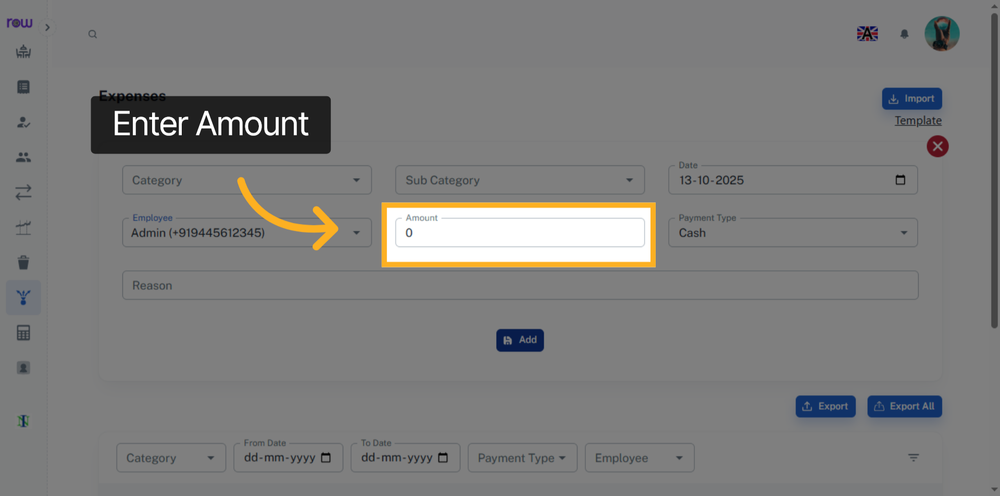 row
A
Expenses
Import
Template
Enter Amount
Category
Sub Category
Date
13-10-2025
Employee
Admin (+919445612345)
Amount
0
Payment Type
Cash
Reason
Add
Export
Export All
Category
From Date
dd-mm-yyyy
To Date
dd-mm-yyyy
Payment Type
Employee